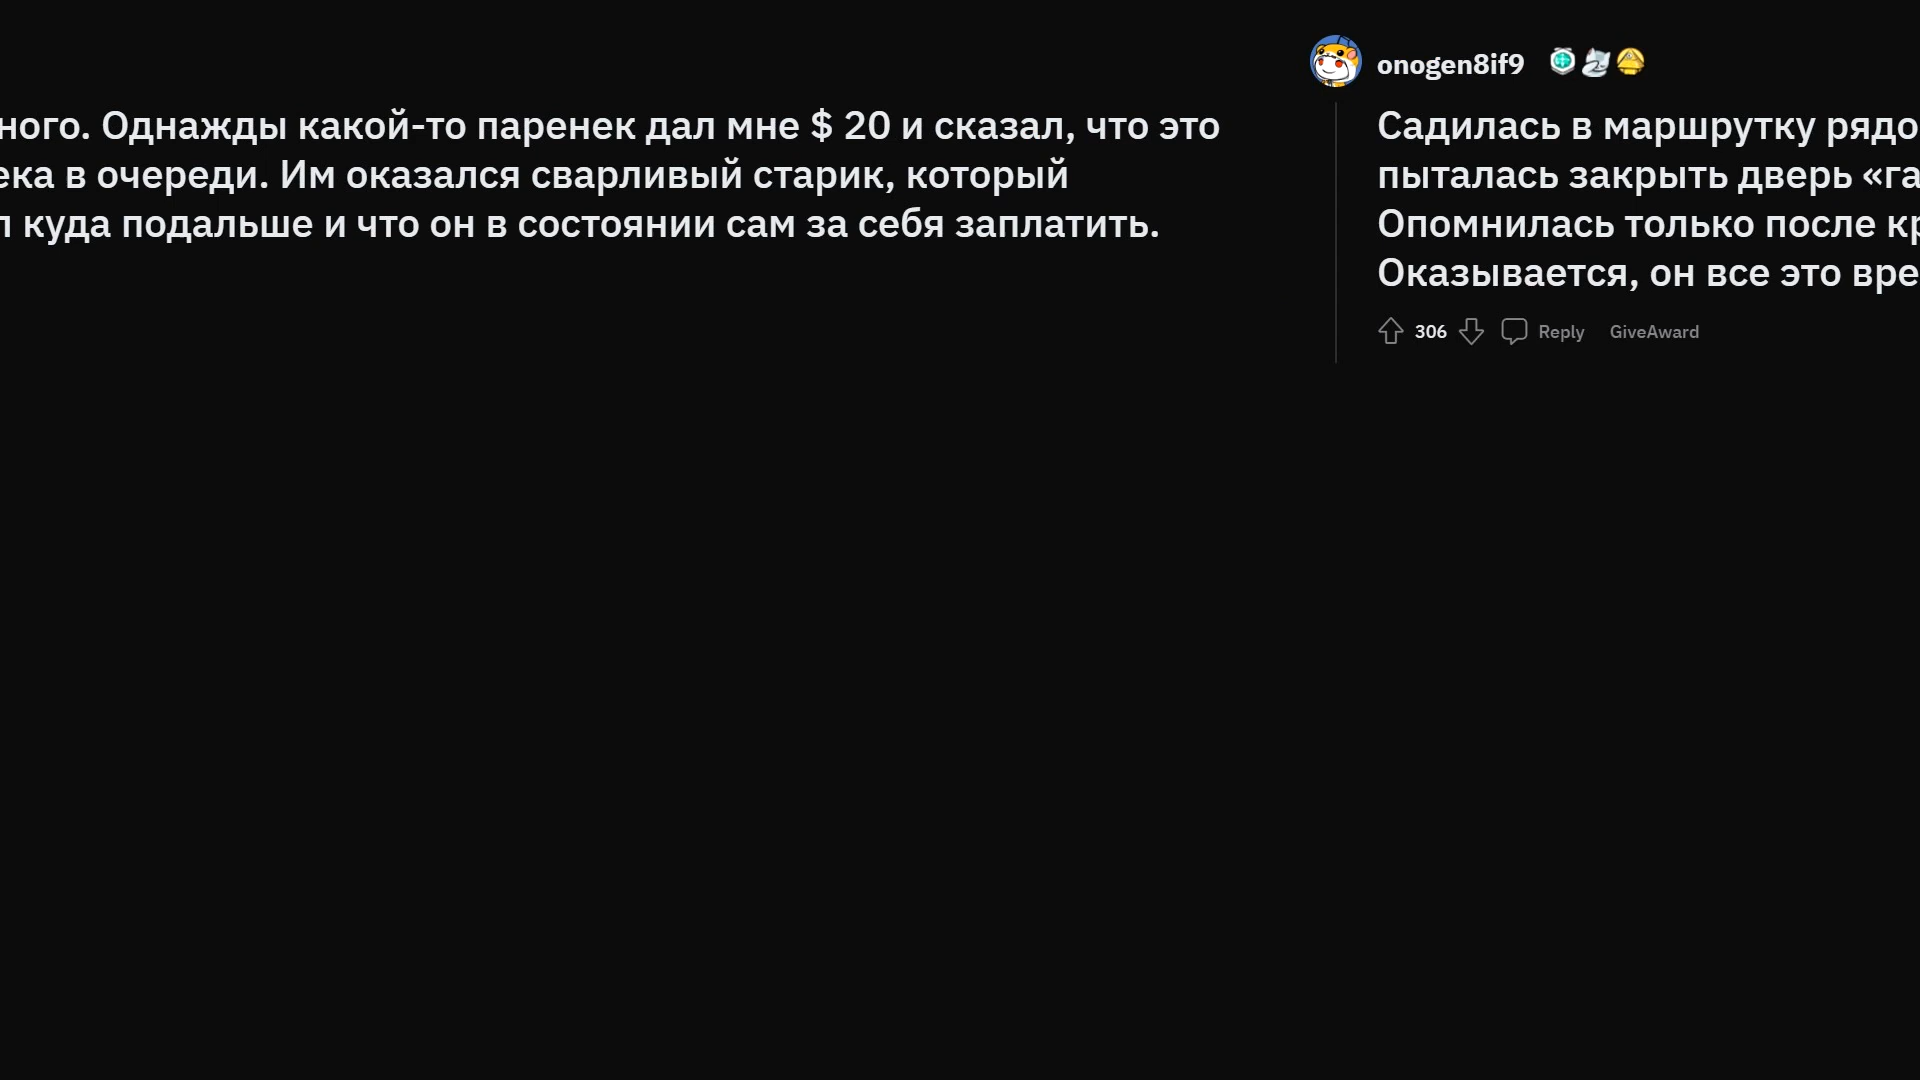 ного. Однажды какой-то паренек дал мне $ 20 и сказал, что это
ека в очереди. Им оказался сварливый старик, который
л куда подальше и что он в состоянии сам за себя заплатить.
onogen8if9
Садилась в маршрутку рядо
пыталась закрыть дверь «га
Опомнилась только после кр
Оказывается, он все это вре
306 Reply GiveAward